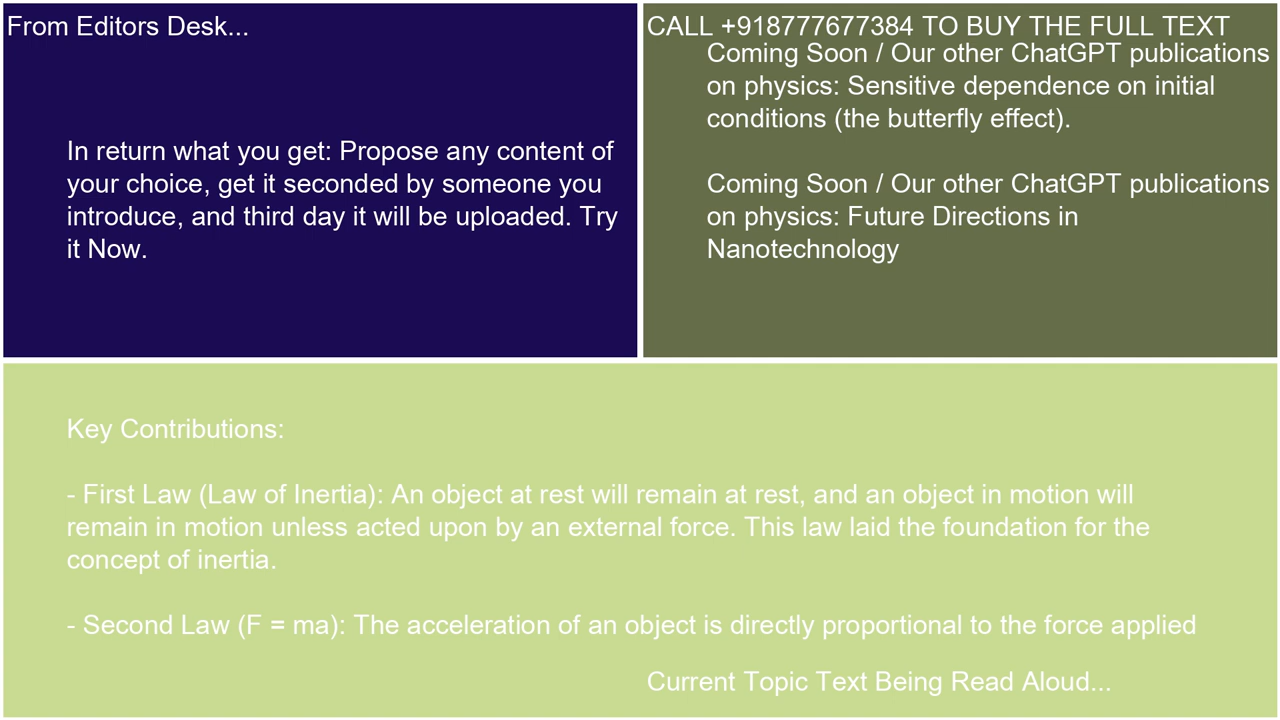 From Editors Desk...
In return what you get: Propose any content of
your choice, get it seconded by someone you
introduce, and third day it will be uploaded. Try
it Now.
CALL +918777677384 TO BUY THE FULL TEXT
Coming Soon / Our other ChatGPT publications
on physics: Sensitive dependence on initial
conditions (the butterfly effect).
Coming Soon / Our other ChatGPT publications
on physics: Future Directions in
Nanotechnology
Key Contributions:
- First Law (Law of Inertia): An object at rest will remain at rest, and an object in motion will
remain in motion unless acted upon by an external force. This law laid the foundation for the
concept of inertia.
- Second Law (F = ma): The acceleration of an object is directly proportional to the force applied
Current Topic Text Being Read Aloud...